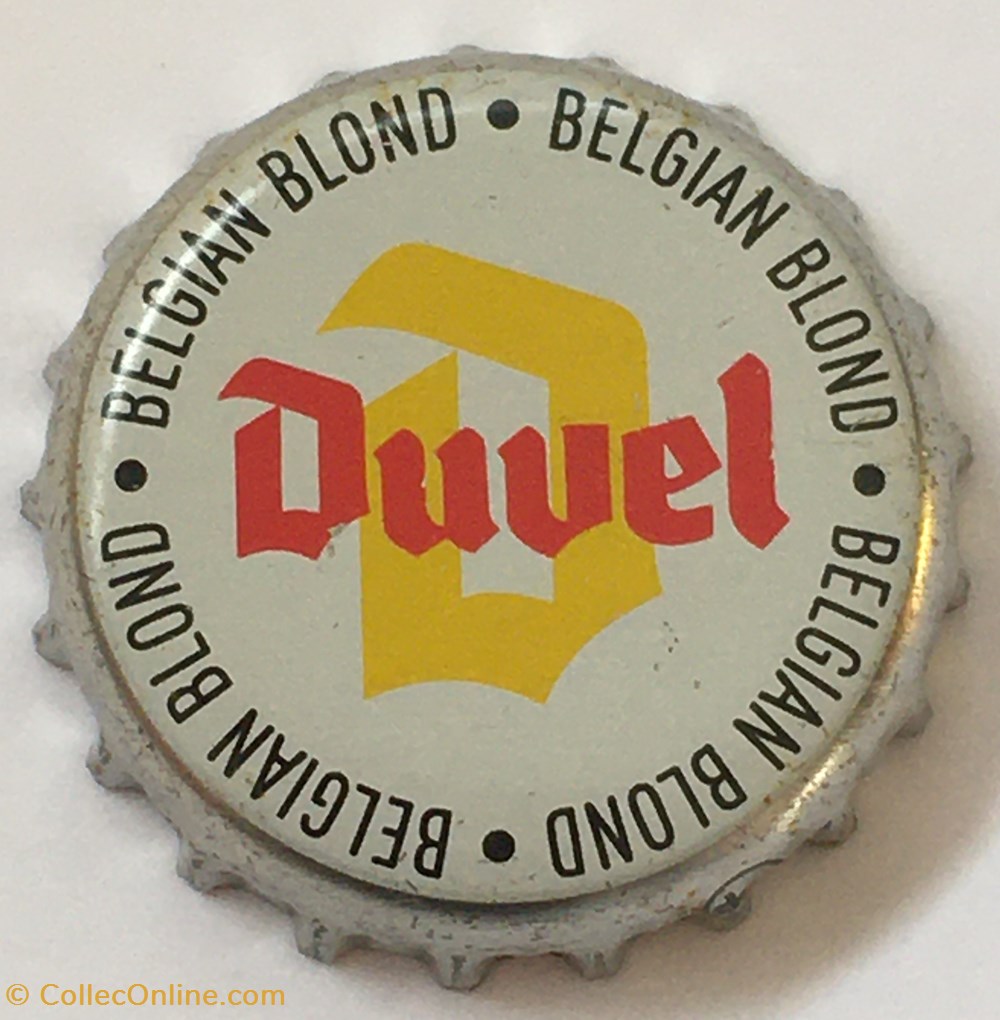 BELGIAN BLOND • BELGIAN BLOND • BELGIAN BLOND • BELGIAN BLOND •
D
Duvel
© CollecOnline.com